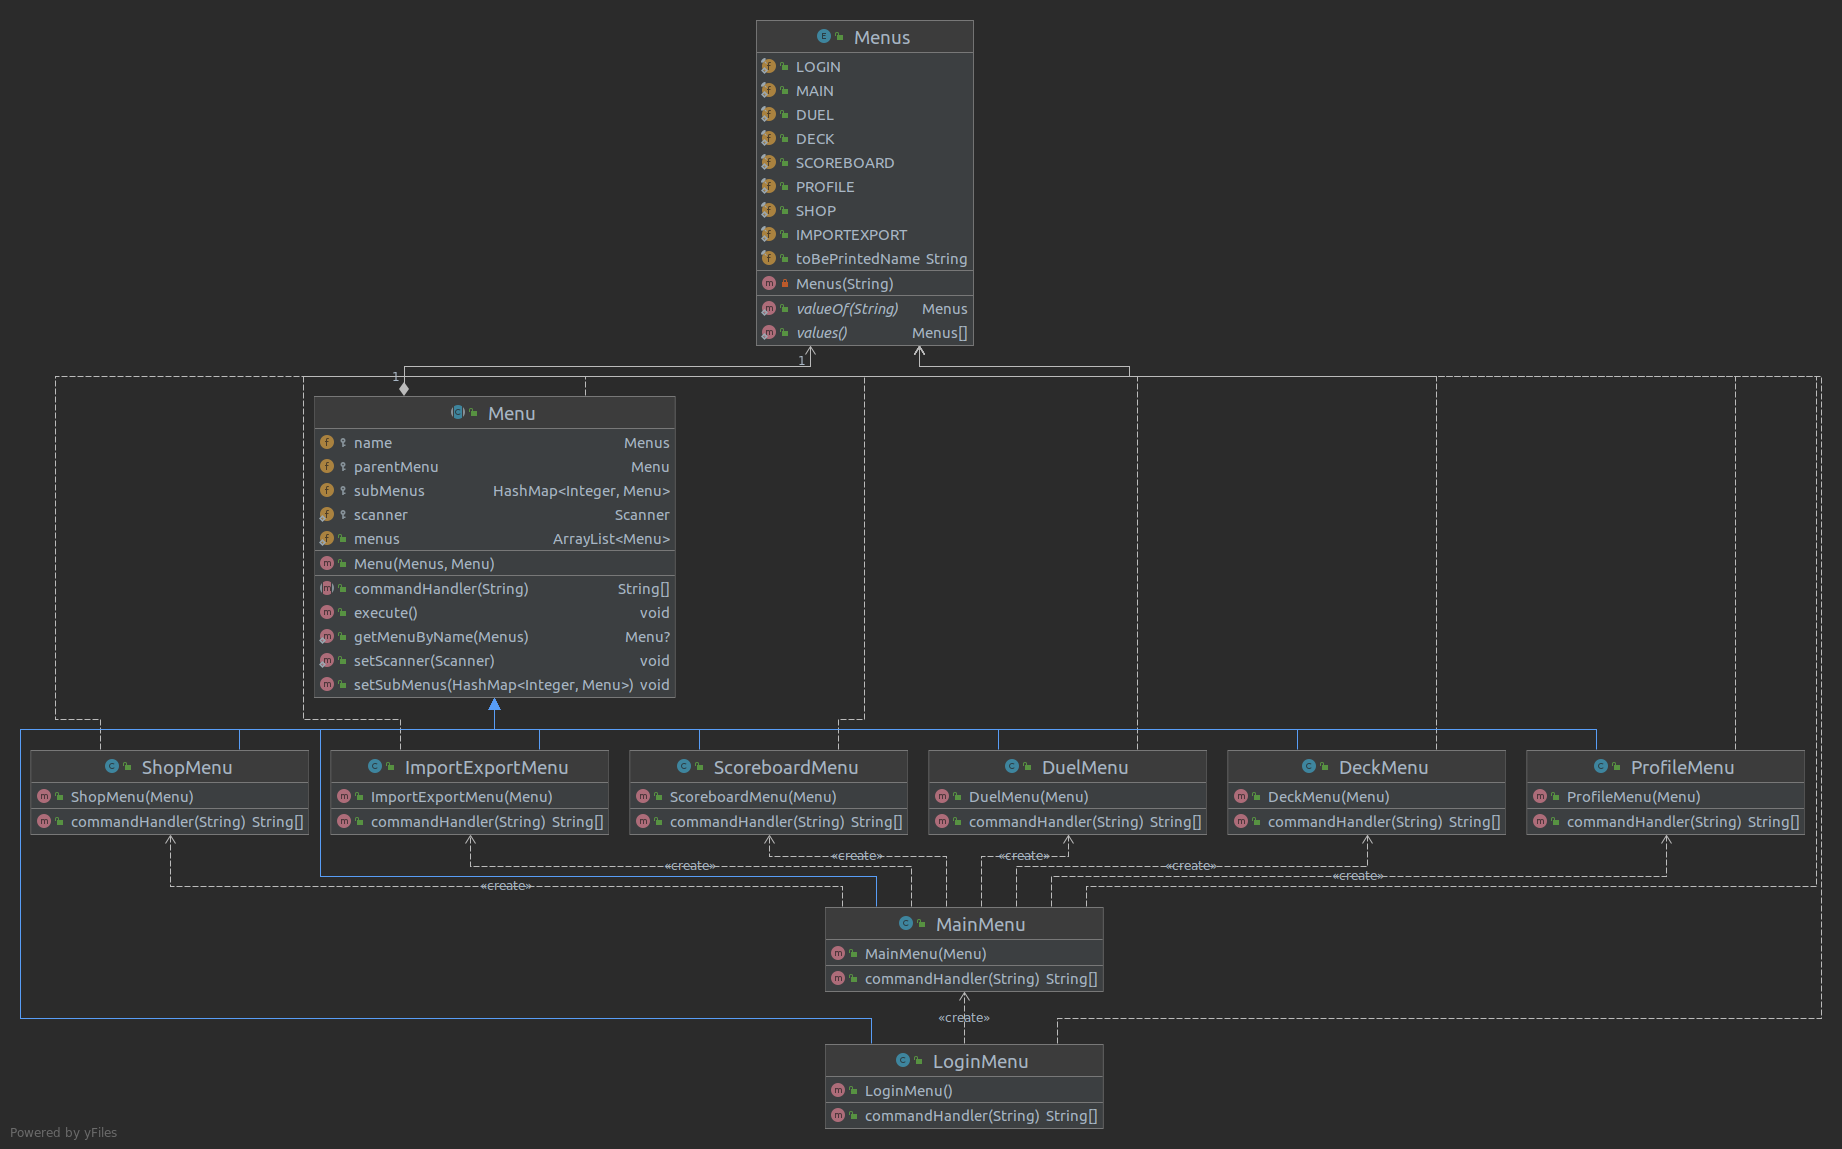 Menus
LOGIN
MAIN
DUEL
DECK
SCOREBOARD
PROFILE
SHOP
IMPORTEXPORT
toBePrintedName String
Menus(String)
valueOf(String) Menus
values() Menus[]
1
1
Menu
name Menus
parentMenu Menu
subMenus HashMap<Integer, Menu>
scanner Scanner
menus ArrayList<Menu>
Menu(Menus, Menu)
commandHandler(String) String[]
execute() void
getMenuByName(Menus) Menu?
setScanner(Scanner) void
setSubMenus(HashMap<Integer, Menu>) void
ShopMenu
ShopMenu(Menu)
commandHandler(String) String[]
ImportExportMenu
ImportExportMenu(Menu)
commandHandler(String) String[]
ScoreboardMenu
ScoreboardMenu(Menu)
commandHandler(String) String[]
DuelMenu
DuelMenu(Menu)
commandHandler(String) String[]
DeckMenu
DeckMenu(Menu)
commandHandler(String) String[]
ProfileMenu
ProfileMenu(Menu)
commandHandler(String) String[]
«create»
«create»
«create»
«create»
«create»
«create»
MainMenu
MainMenu(Menu)
commandHandler(String) String[]
«create»
LoginMenu
LoginMenu()
commandHandler(String) String[]
Powered by yFiles